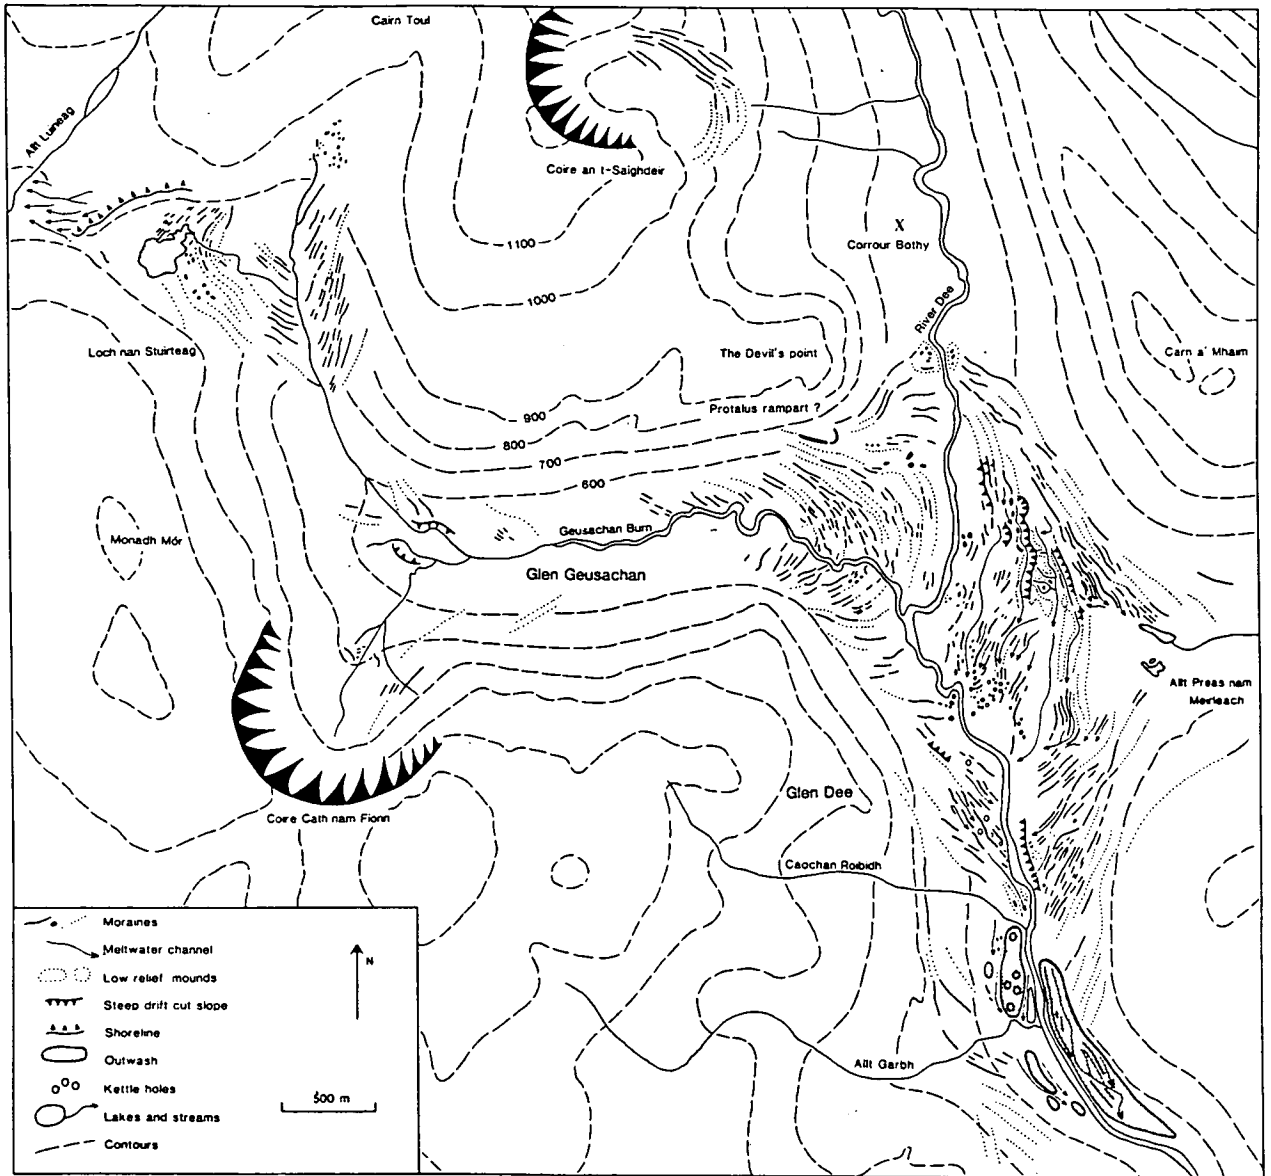 Cairn Toul
Allt Luineag
Coire an t-Saighdeir
X
Corrour Bothy
1100
1000
River Dee
Loch nan Stuirteag
The Devil's point
Carn a' Mhaim
900
Protalus rampart ?
800
700
600
Geusachan Burn
Monadh Mór
Glen Geusachan
Allt Preas nam
Meirleach
Glen Dee
Coire Cath nam Fionn
Caochan Roibidh
Allt Garbh
Moraines
Meltwater channel
Low relief mounds
Steep drift cut slope
Shoreline
Outwash
Kettle holes
Lakes and streams
Contours
N
500 m